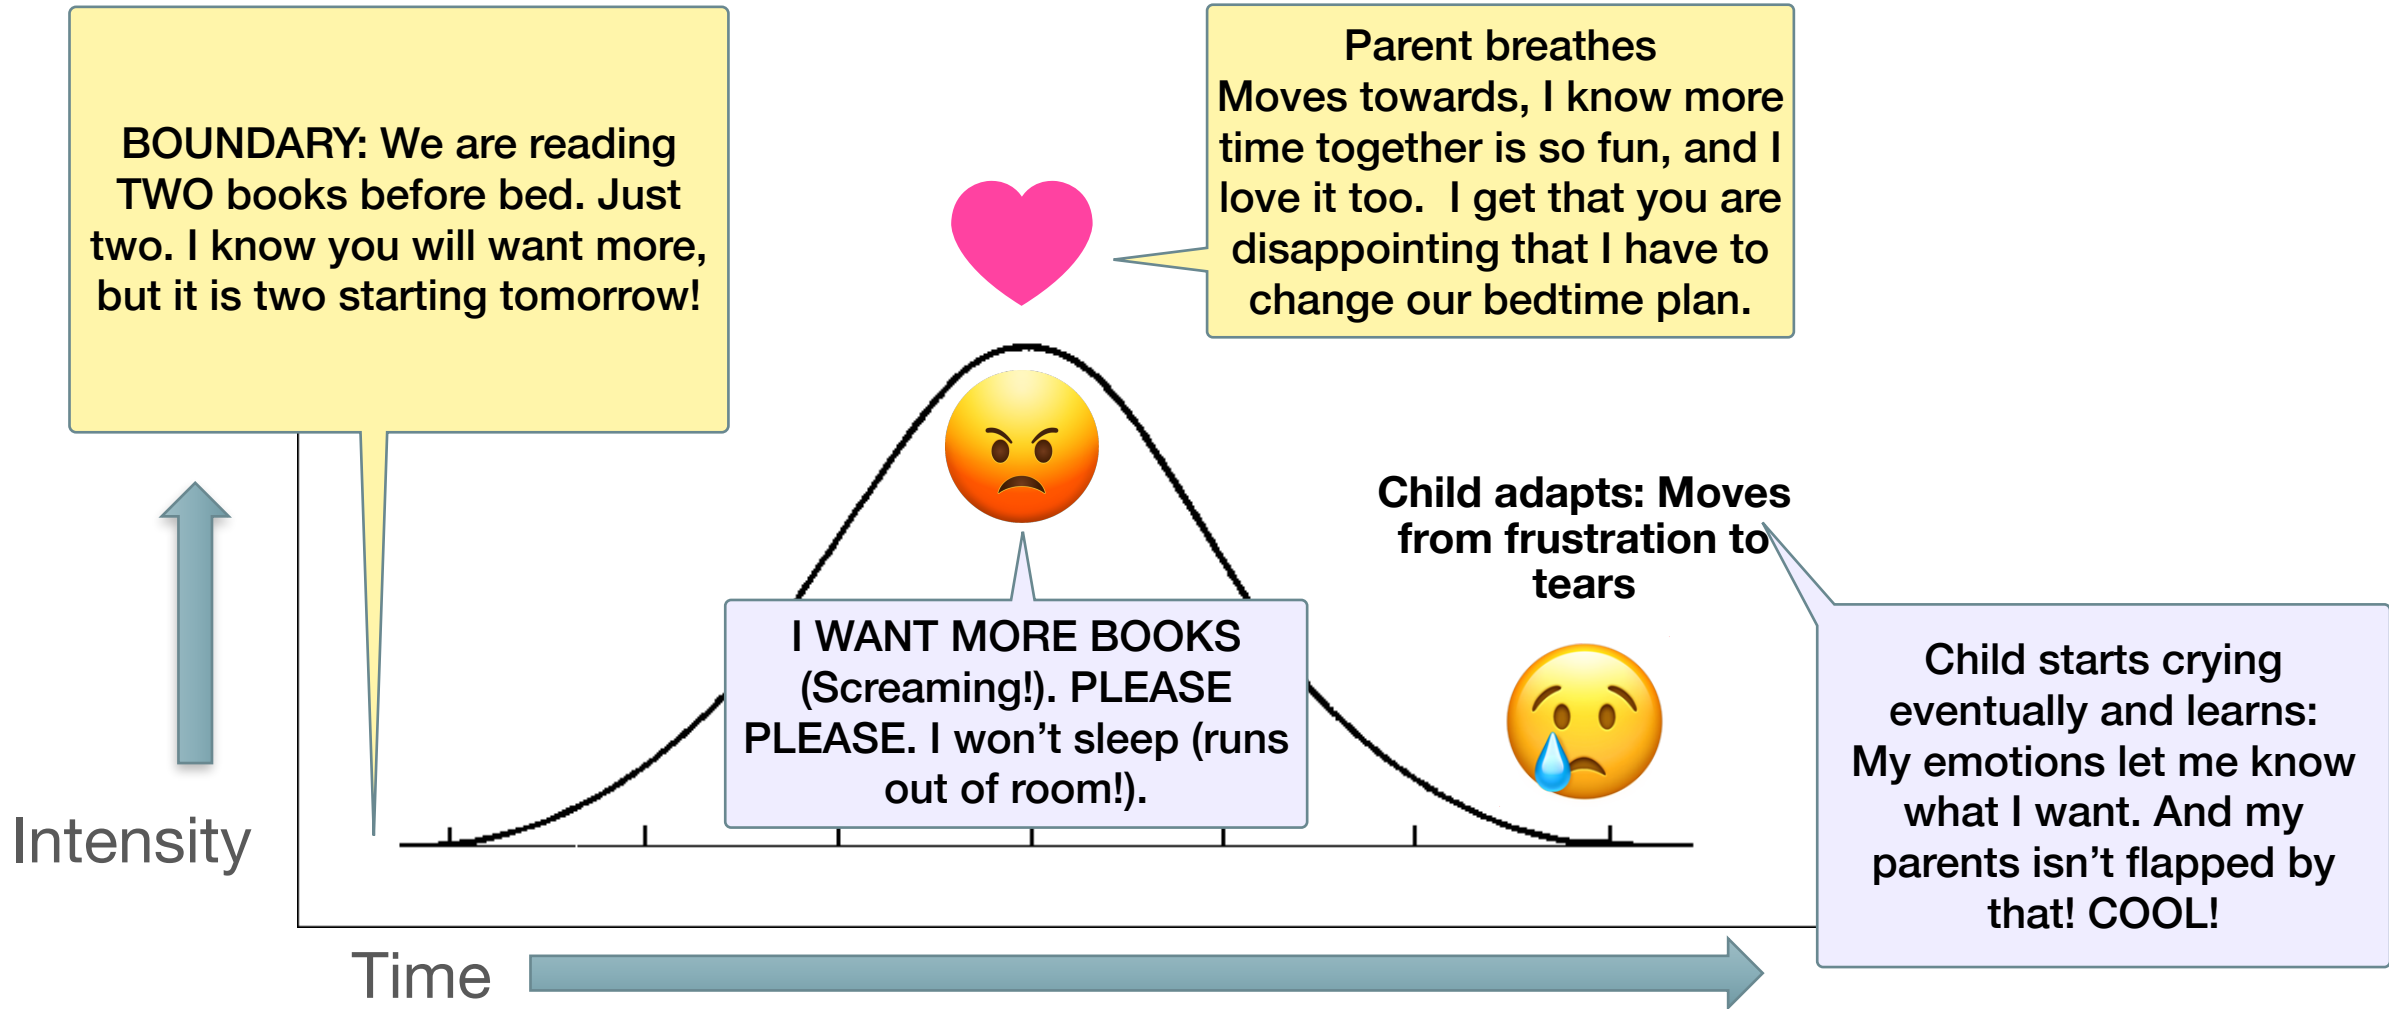 BOUNDARY: We are reading
TWO books before bed. Just
two. I know you will want more,
but it is two starting tomorrow!
Parent breathes
Moves towards, I know more
time together is so fun, and I
love it too.  I get that you are
disappointing that I have to
change our bedtime plan.
I WANT MORE BOOKS
(Screaming!). PLEASE
PLEASE. I won’t sleep (runs
out of room!).
Child adapts: Moves
from frustration to
tears
Child starts crying
eventually and learns:
My emotions let me know
what I want. And my
parents isn’t flapped by
that! COOL!
Intensity
Time